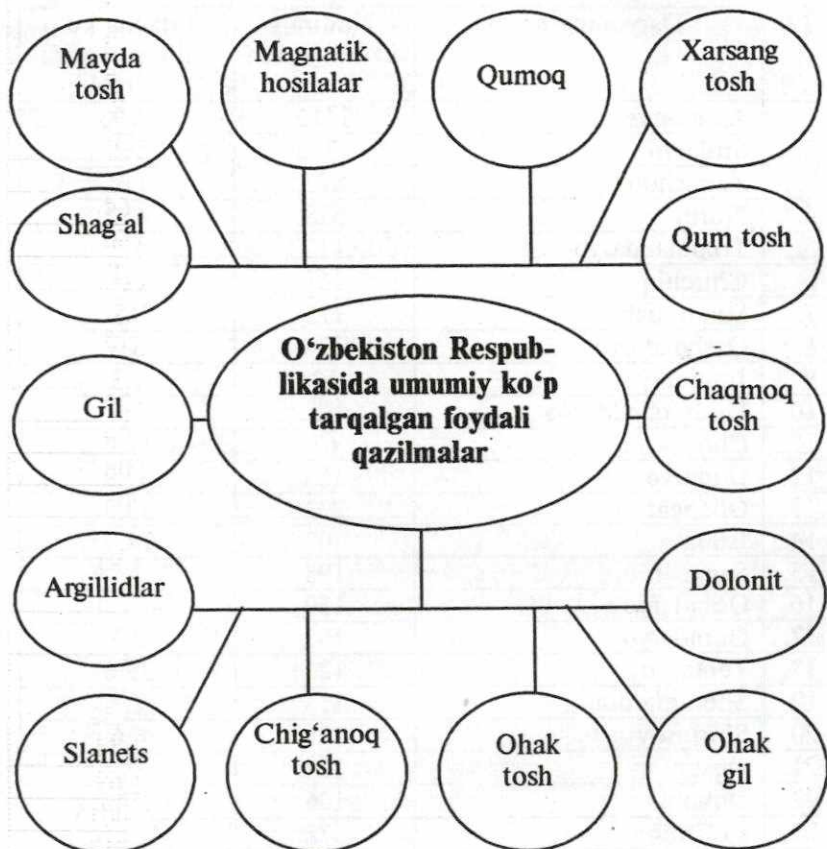 Mayda
tosh
Magnatik
hosilalar
Qumoq
Xarsang
tosh
Shag‘al
Qum tosh
O‘zbekiston Respub-
likasida umumiy ko‘p
tarqalgan foydali
qazilmalar
Gil
Chaqmoq
tosh
Argillidlar
Dolonit
Slanets
Chig‘anoq
tosh
Ohak
tosh
Ohak
gil